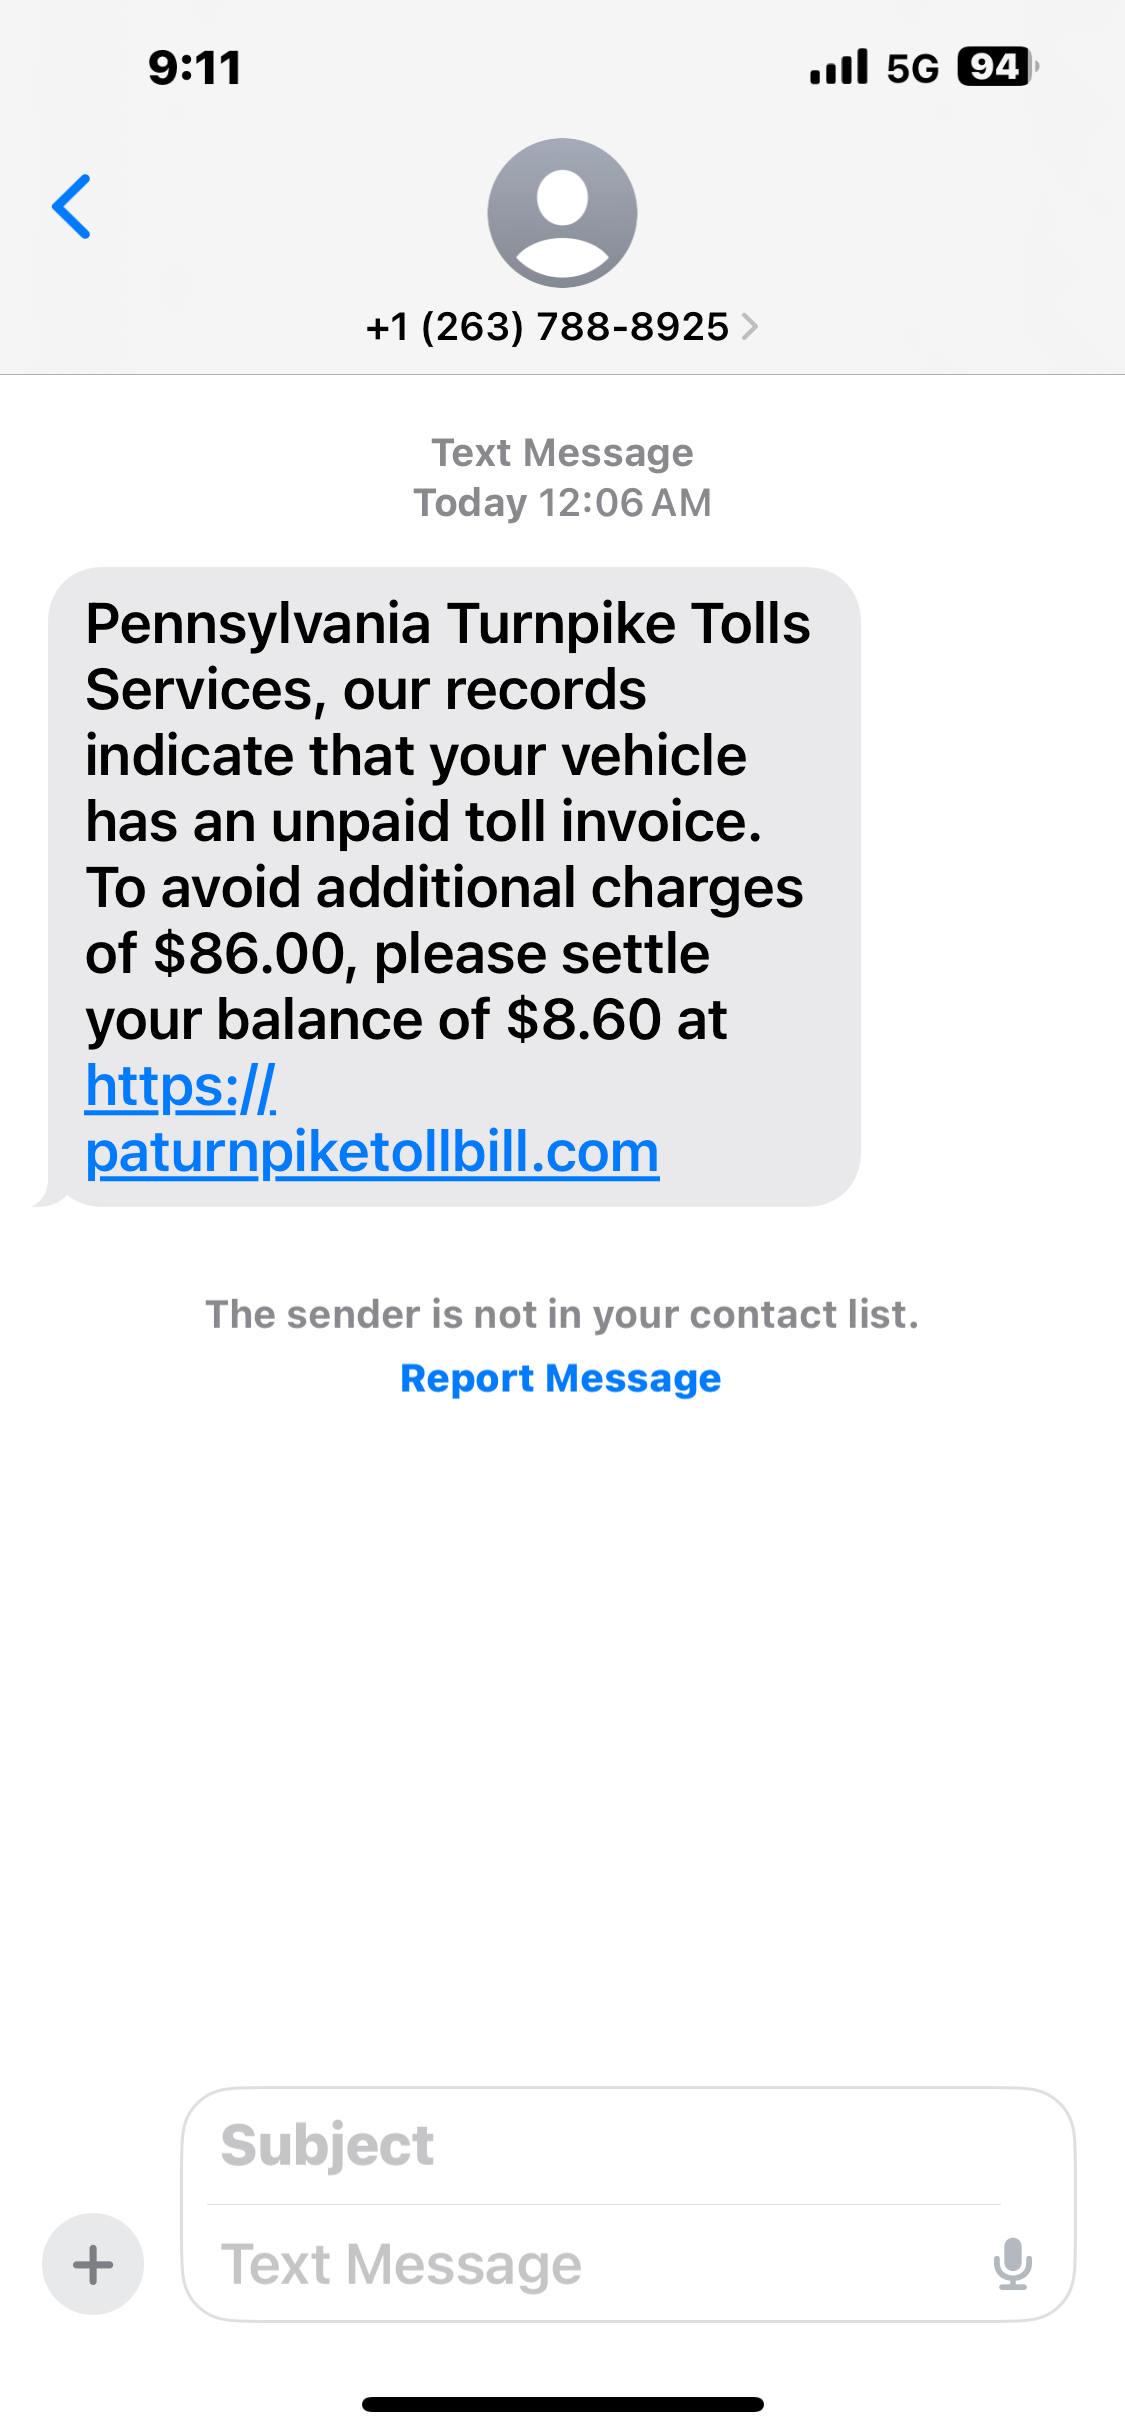 9:11
5G 94
+1 (263) 788-8925
Text Message
Today 12:06 AM
Pennsylvania Turnpike Tolls
Services, our records
indicate that your vehicle
has an unpaid toll invoice.
To avoid additional charges
of $86.00, please settle
your balance of $8.60 at
https://
paturnpiketollbill.com
The sender is not in your contact list.
Report Message
Subject
Text Message